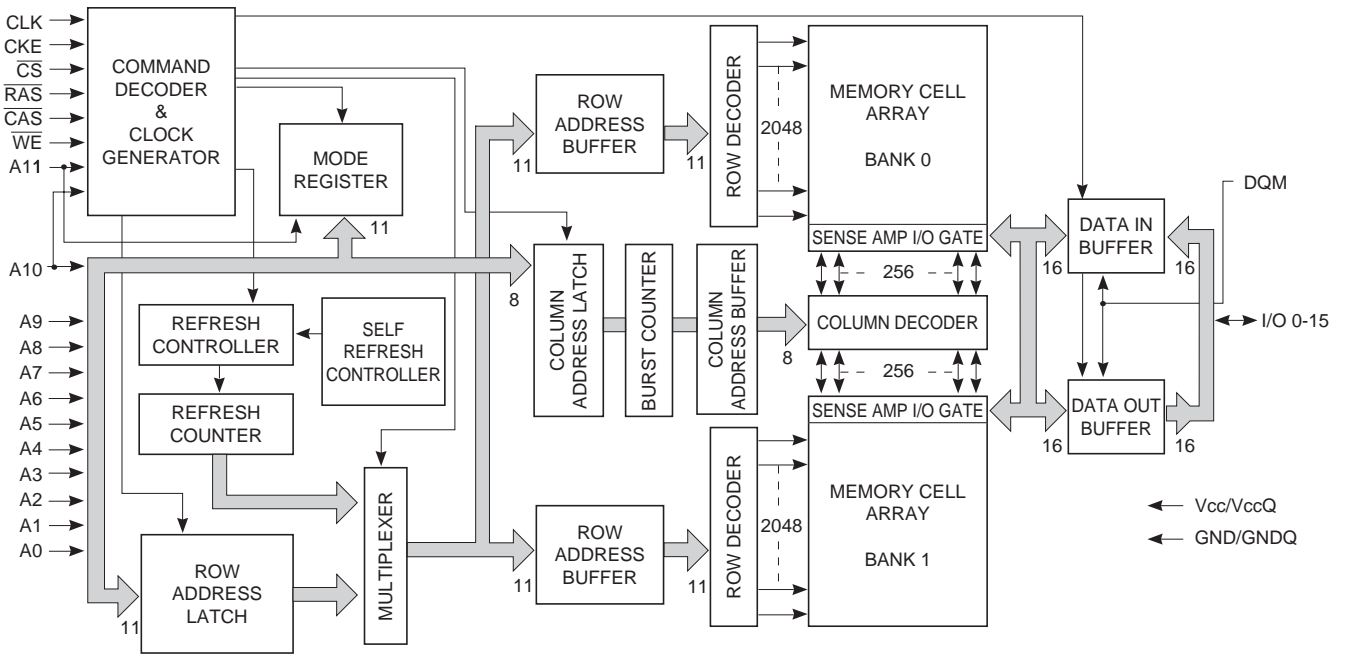 CLK
CKE
CS
RAS
CAS
WE
A11
A10
A9
A8
A7
A6
A5
A4
A3
A2
A1
A0
COMMAND
DECODER
&
CLOCK
GENERATOR
MODE
REGISTER
11
REFRESH
CONTROLLER
SELF
REFRESH
CONTROLLER
REFRESH
COUNTER
ROW
ADDRESS
LATCH
11
MULTIPLEXER
ROW
ADDRESS
BUFFER
11
11
ROW DECODER
2048
MEMORY CELL
ARRAY
BANK 0
SENSE AMP I/O GATE
256
8
COLUMN
ADDRESS LATCH
BURST COUNTER
COLUMN
ADDRESS BUFFER
8
COLUMN DECODER
256
SENSE AMP I/O GATE
MEMORY CELL
ARRAY
BANK 1
ROW
ADDRESS
BUFFER
11
11
ROW DECODER
2048
DQM
DATA IN
BUFFER
16
16
I/O 0-15
DATA OUT
BUFFER
16
16
Vcc/VccQ
GND/GNDQ